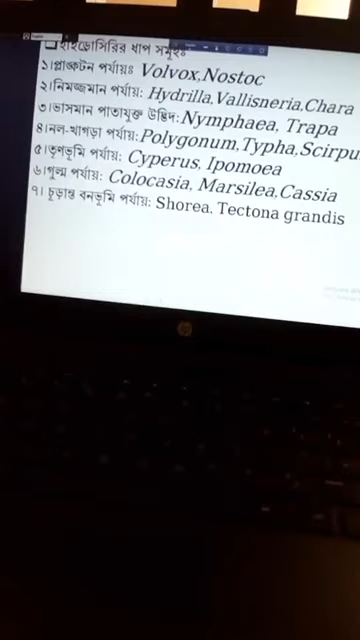 হাইড্রোসিরির ধাপ সমূহঃ
১।প্লাঙ্কটন পর্যায়ঃ Volvox,Nostoc
২।নিমজ্জমান পর্যায়: Hydrilla,Vallisneria,Chara
৩।ভাসমান পাতাযুক্ত উদ্ভিদ:Nymphaea, Trapa
৪।নল-খাগড়া পর্যায়:Polygonum,Typha,Scirpu
৫।তৃণভূমি পর্যায়: Cyperus, Ipomoea
৬।গুল্ম পর্যায়: Colocasia, Marsilea,Cassia
৭। চূড়ান্ত বনভূমি পর্যায়: Shorea, Tectona grandis
hp